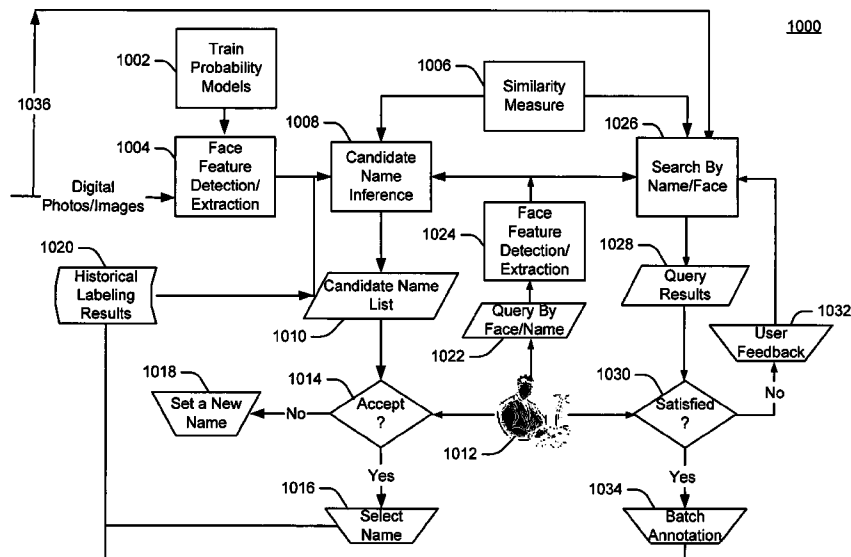 1000
1002
Train
Probability
Models
1006
Similarity
Measure
1036
1004
Face
Feature
Detection/
Extraction
1008
Candidate
Name
Inference
1026
Search By
Name/Face
Digital
Photos/Images
1020
Historical
Labeling
Results
1024
Face
Feature
Detection/
Extraction
1028
Query
Results
Candidate Name
List
1010
Query By
Face/Name
1022
1032
User
Feedback
1018
Set a New
Name
No
1014
Accept
?
1012
1030
Satisfied
?
No
Yes
Yes
1016
Select
Name
1034
Batch
Annotation